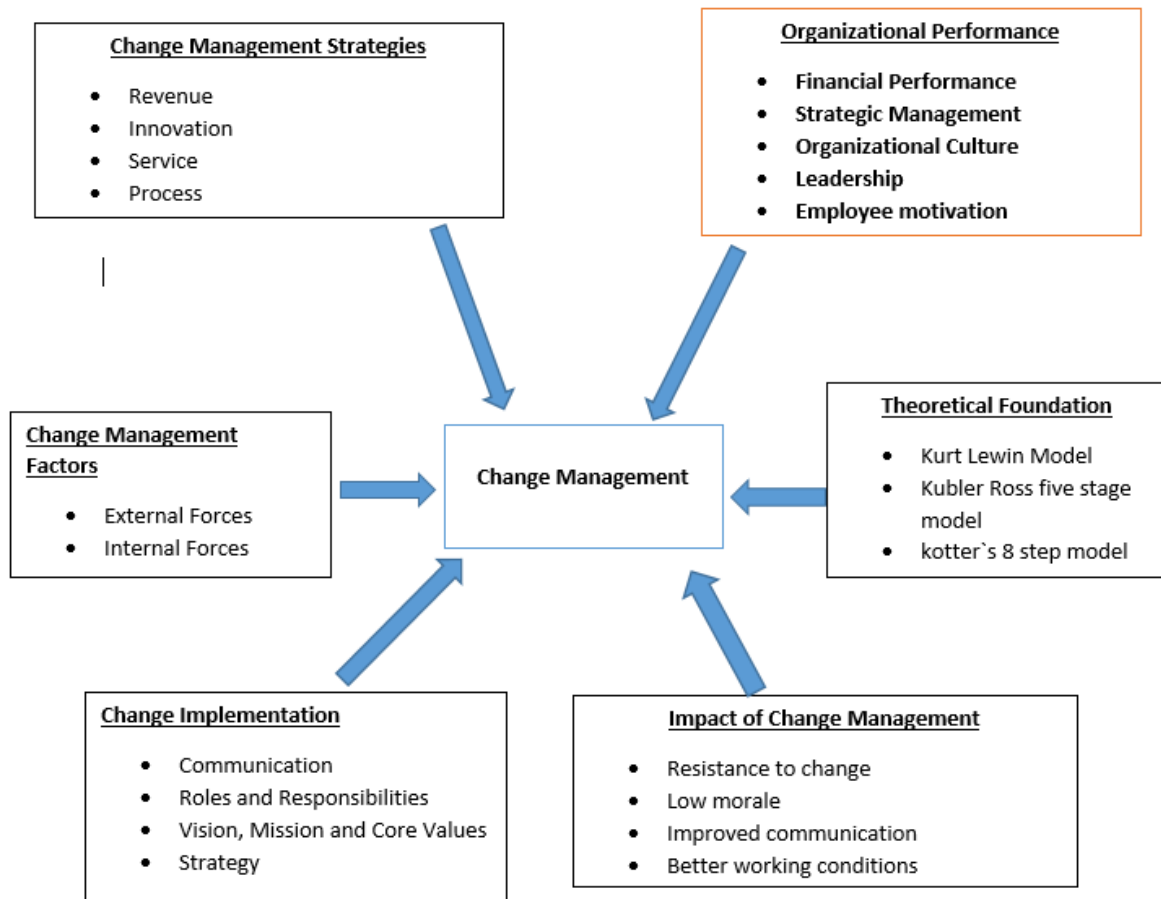 Change Management Strategies
• Revenue
• Innovation
• Service
• Process
Organizational Performance
• Financial Performance
• Strategic Management
• Organizational Culture
• Leadership
• Employee motivation
Change Management
Factors
• External Forces
• Internal Forces
Change Management
Theoretical Foundation
• Kurt Lewin Model
• Kubler Ross five stage
model
• kotter`s 8 step model
Change Implementation
• Communication
• Roles and Responsibilities
• Vision, Mission and Core Values
• Strategy
Impact of Change Management
• Resistance to change
• Low morale
• Improved communication
• Better working conditions